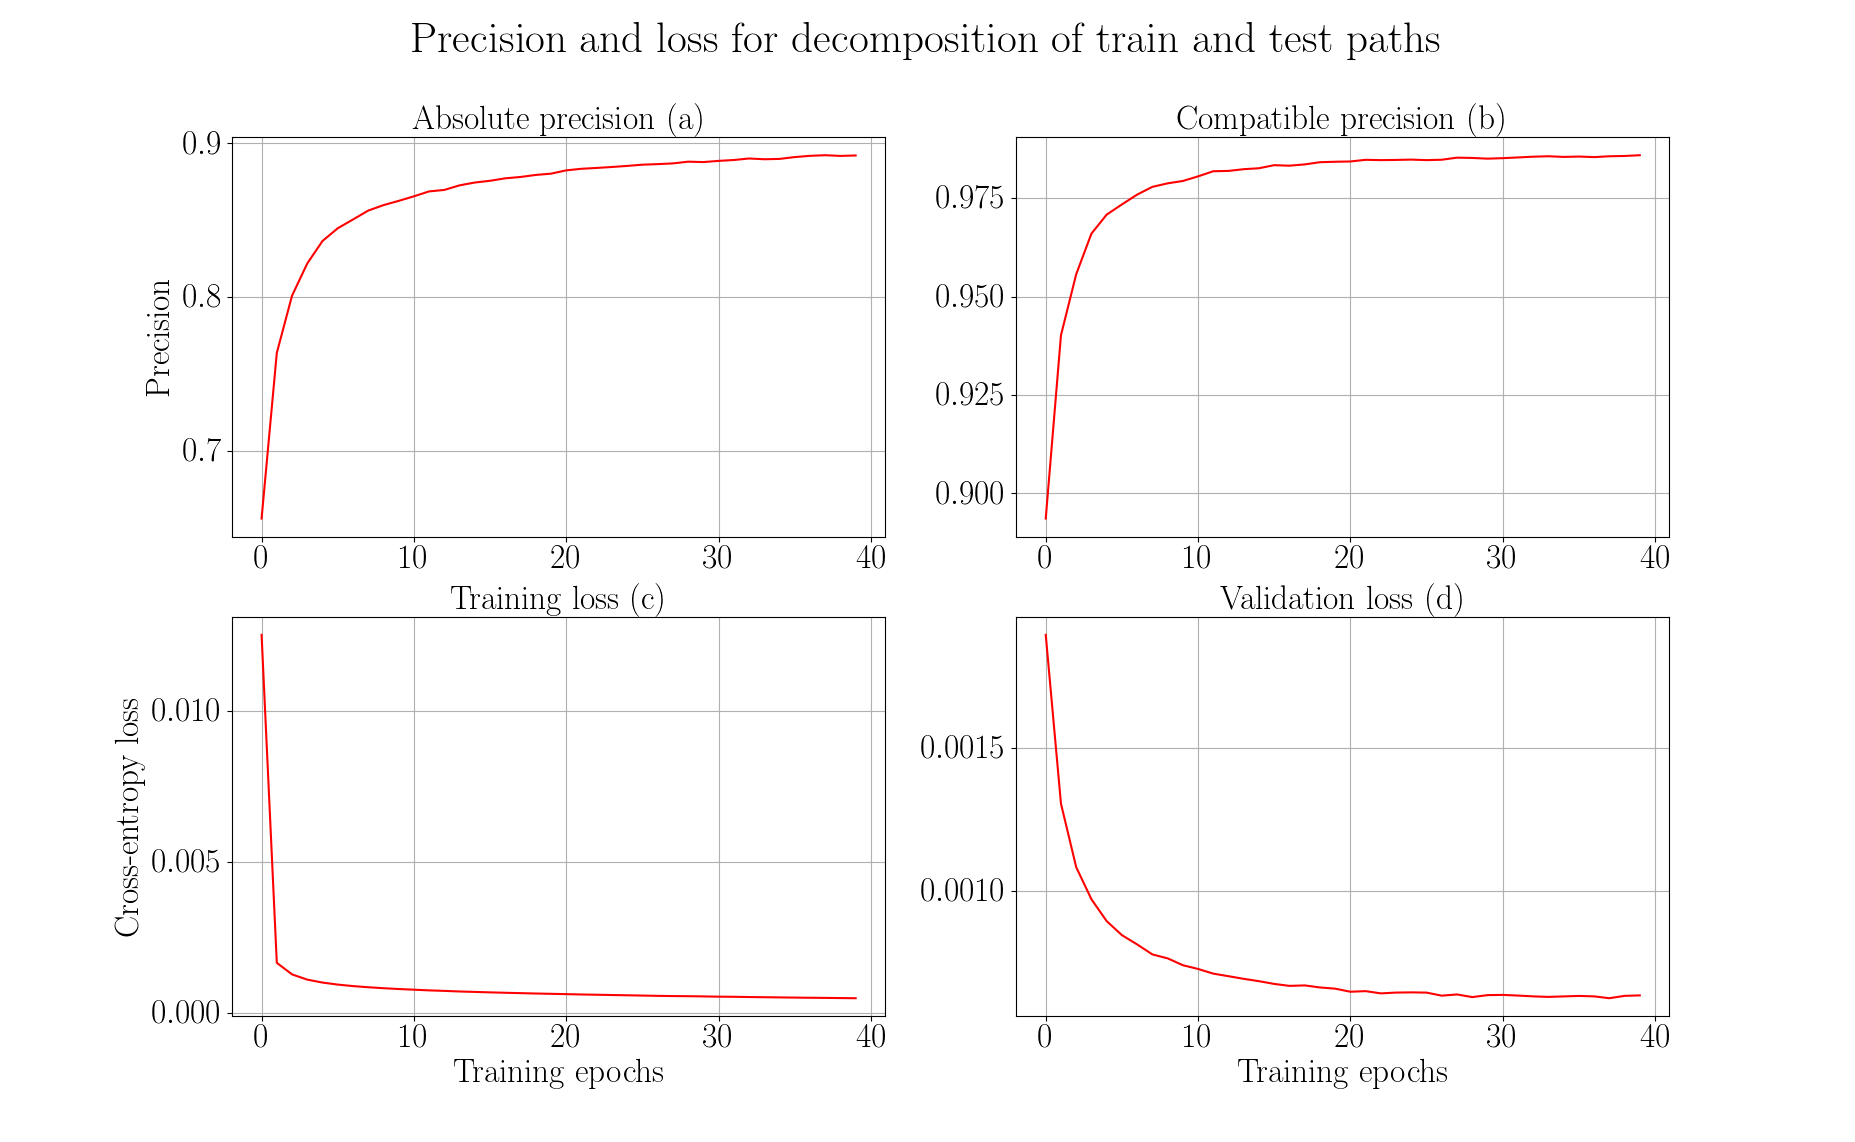 Precision and loss for decomposition of train and test paths
Absolute precision (a)
Precision
0.9
0.8
0.7
0 10 20 30 40
Compatible precision (b)
0.975
0.950
0.925
0.900
0 10 20 30 40
Training loss (c)
Cross-entropy loss
0.010
0.005
0.000
0 10 20 30 40
Training epochs
Validation loss (d)
0.0015
0.0010
0 10 20 30 40
Training epochs